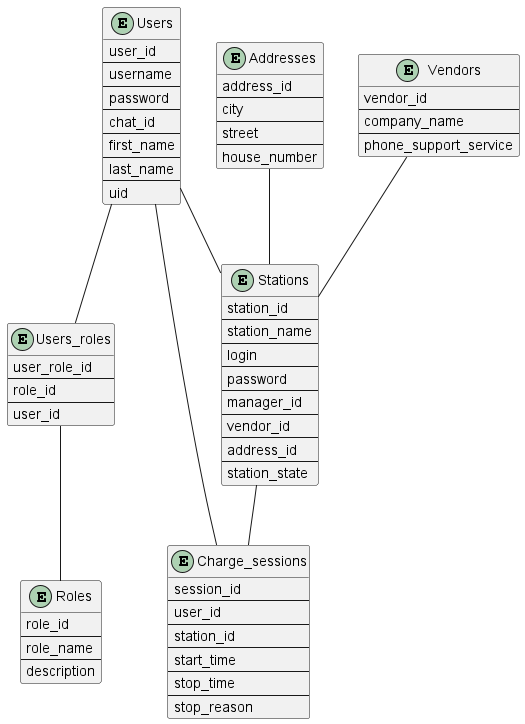 E Users
user_id
username
password
chat_id
first_name
last_name
uid
E Addresses
address_id
city
street
house_number
E Vendors
vendor_id
company_name
phone_support_service
E Stations
station_id
station_name
login
password
manager_id
vendor_id
address_id
station_state
E Users_roles
user_role_id
role_id
user_id
E Charge_sessions
session_id
user_id
station_id
start_time
stop_time
stop_reason
E Roles
role_id
role_name
description